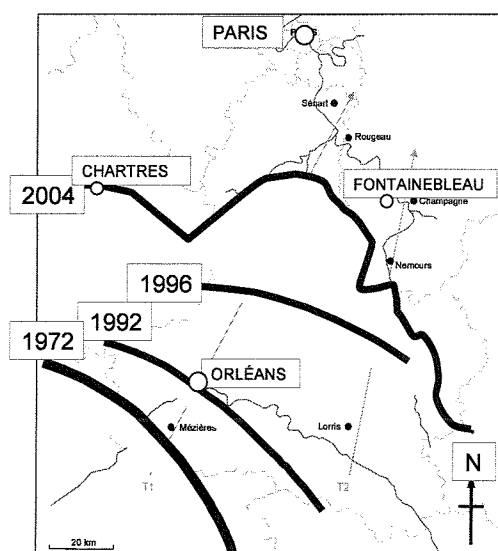 PARIS
Sénart
Rougeau
CHARTRES
2004
FONTAINEBLEAU
Champagne
Nemours
1996
1992
1972
ORLÉANS
Mézières
Lorris
N
T1
T2
20 km